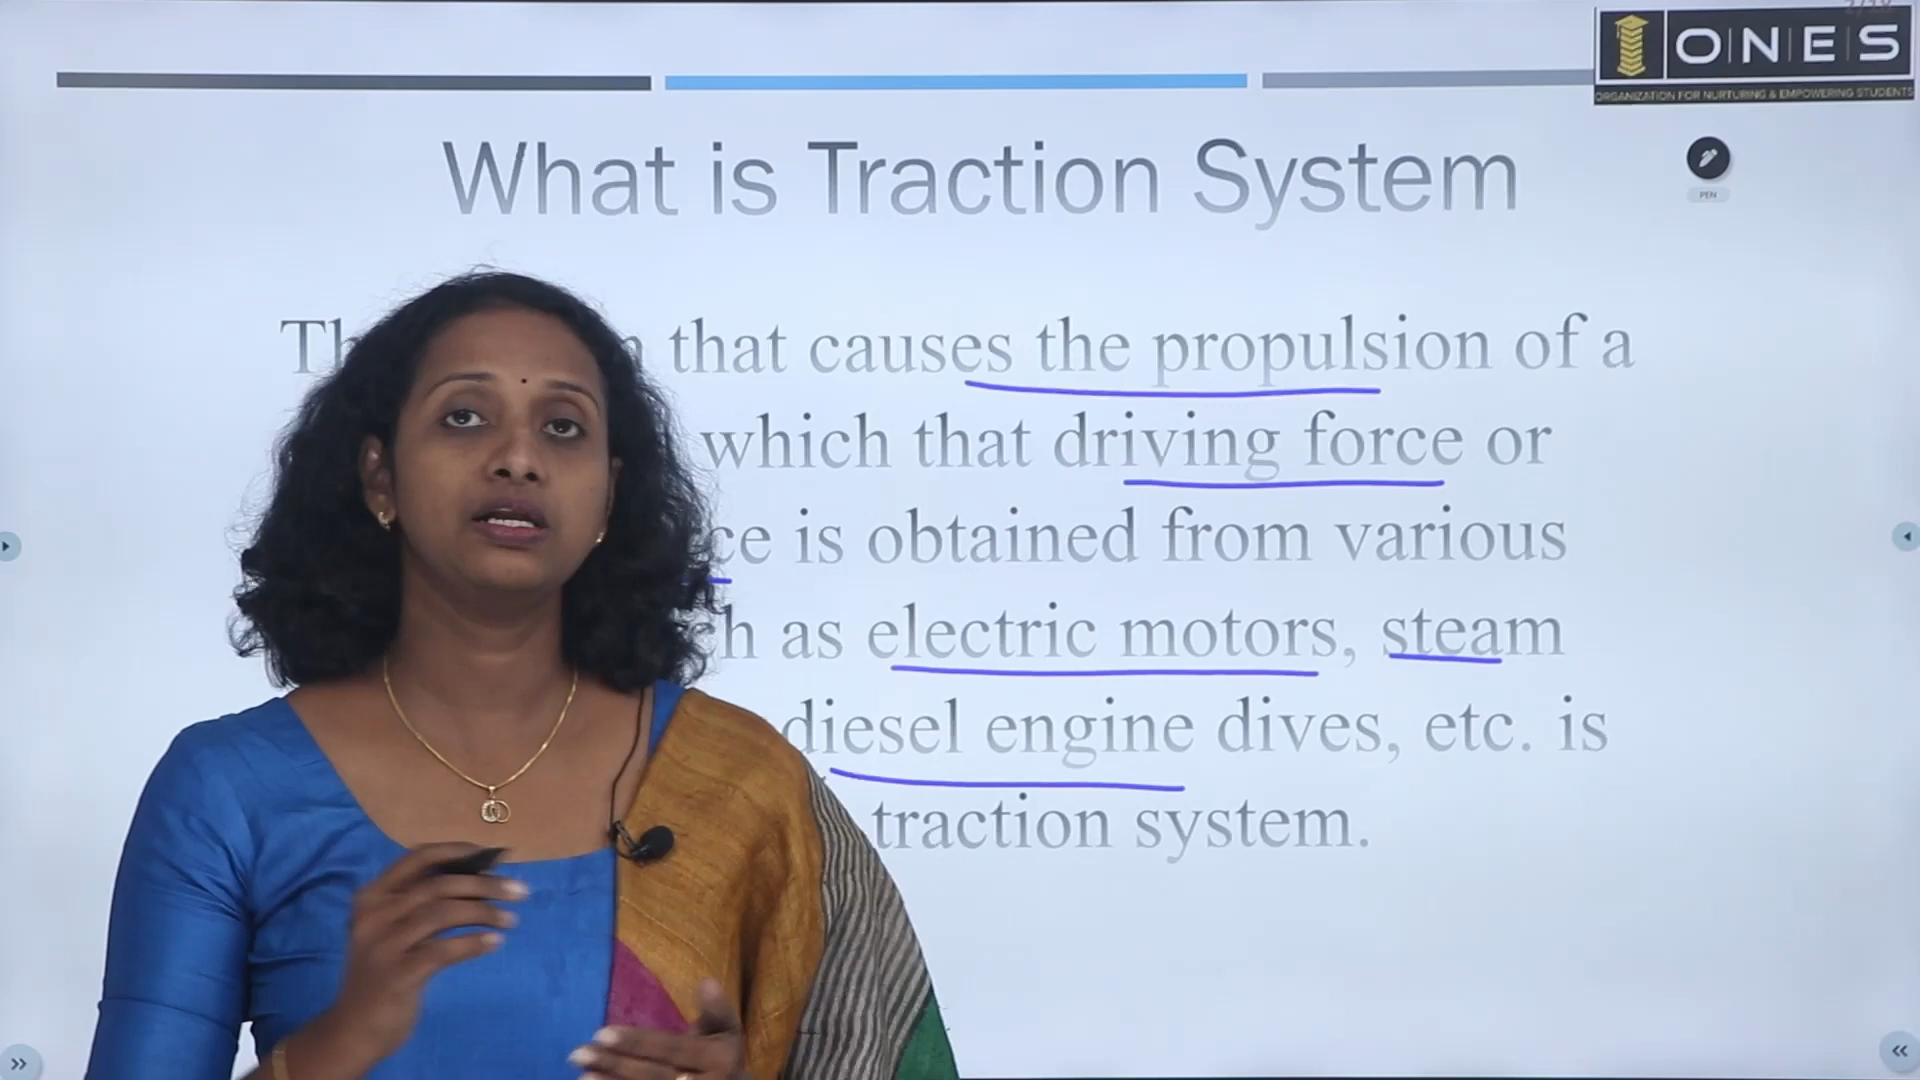 ONES
ORGANIZATION FOR NURTURING & EMPOWERING STUDENTS
What is Traction System
PEN
that causes the propulsion of a
which that driving force or
is obtained from various
as electric motors, steam
diesel engine dives, etc. is
traction system.